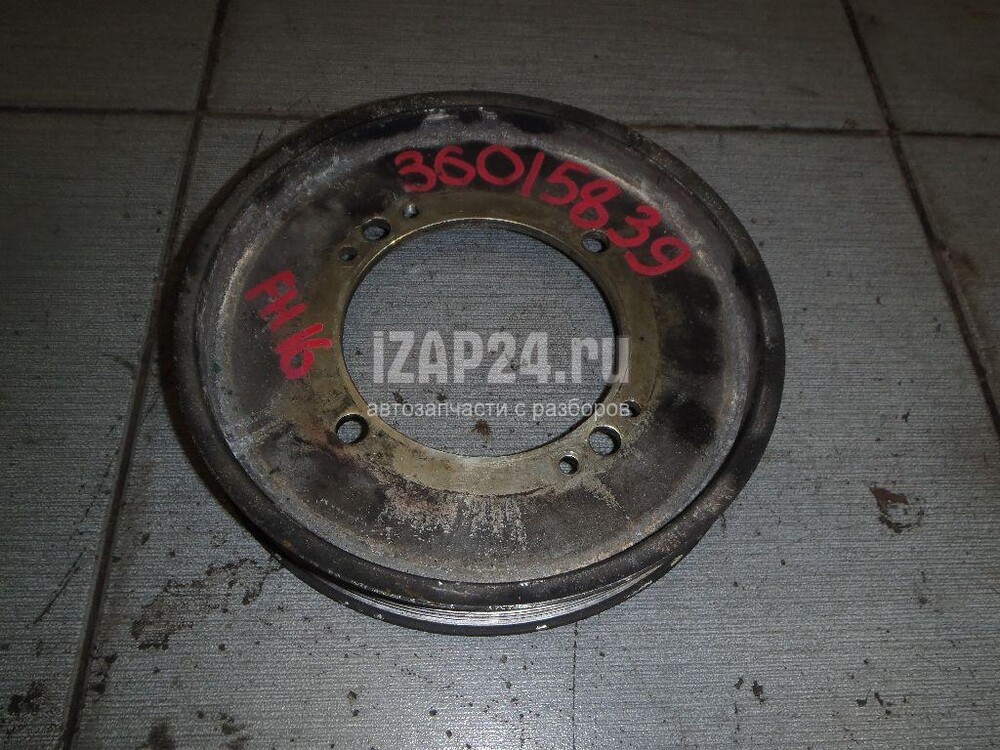 36015839
FH16
iZAP24.ru
автозапчасти с разборов